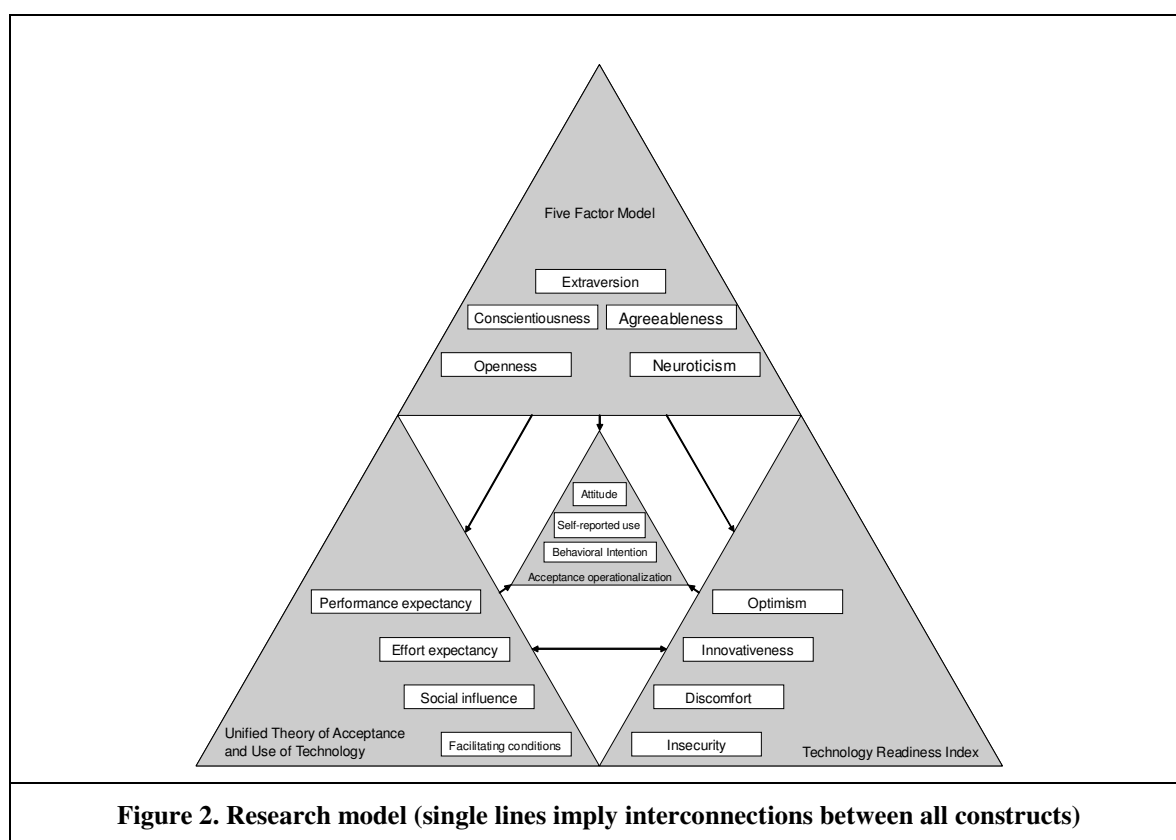 Five Factor Model
Extraversion
Conscientiousness
Agreeableness
Openness
Neuroticism
Attitude
Self-reported use
Behavioral Intention
Acceptance operationalization
Performance expectancy
Effort expectancy
Social influence
Facilitating conditions
Unified Theory of Acceptance
and Use of Technology
Optimism
Innovativeness
Discomfort
Insecurity
Technology Readiness Index
Figure 2. Research model (single lines imply interconnections between all constructs)